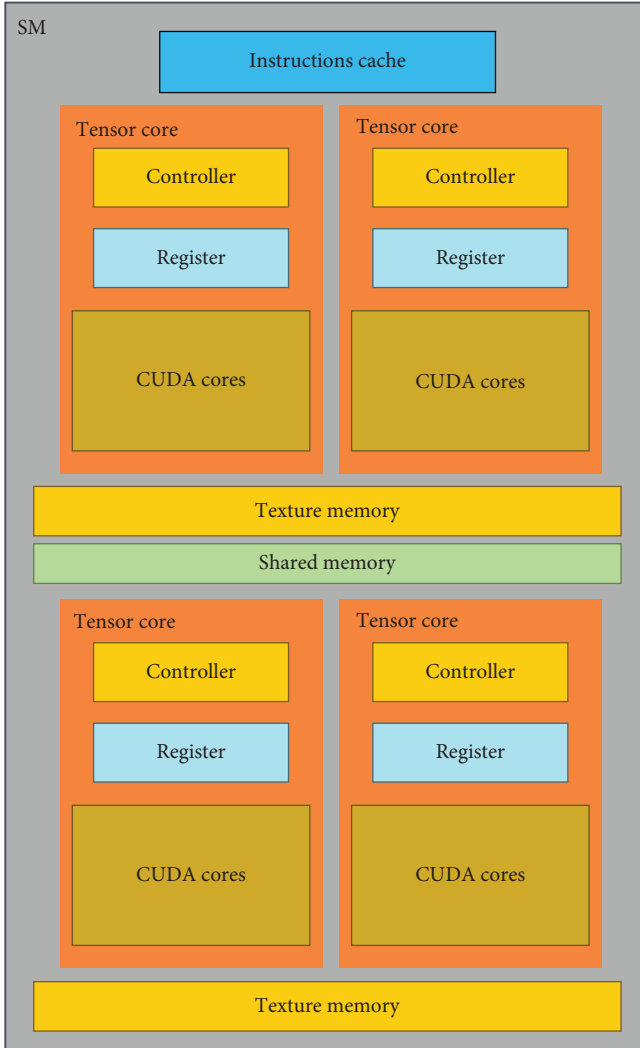 SM
Instructions cache
Tensor core
Controller
Register
CUDA cores
Tensor core
Controller
Register
CUDA cores
Texture memory
Shared memory
Tensor core
Controller
Register
CUDA cores
Tensor core
Controller
Register
CUDA cores
Texture memory